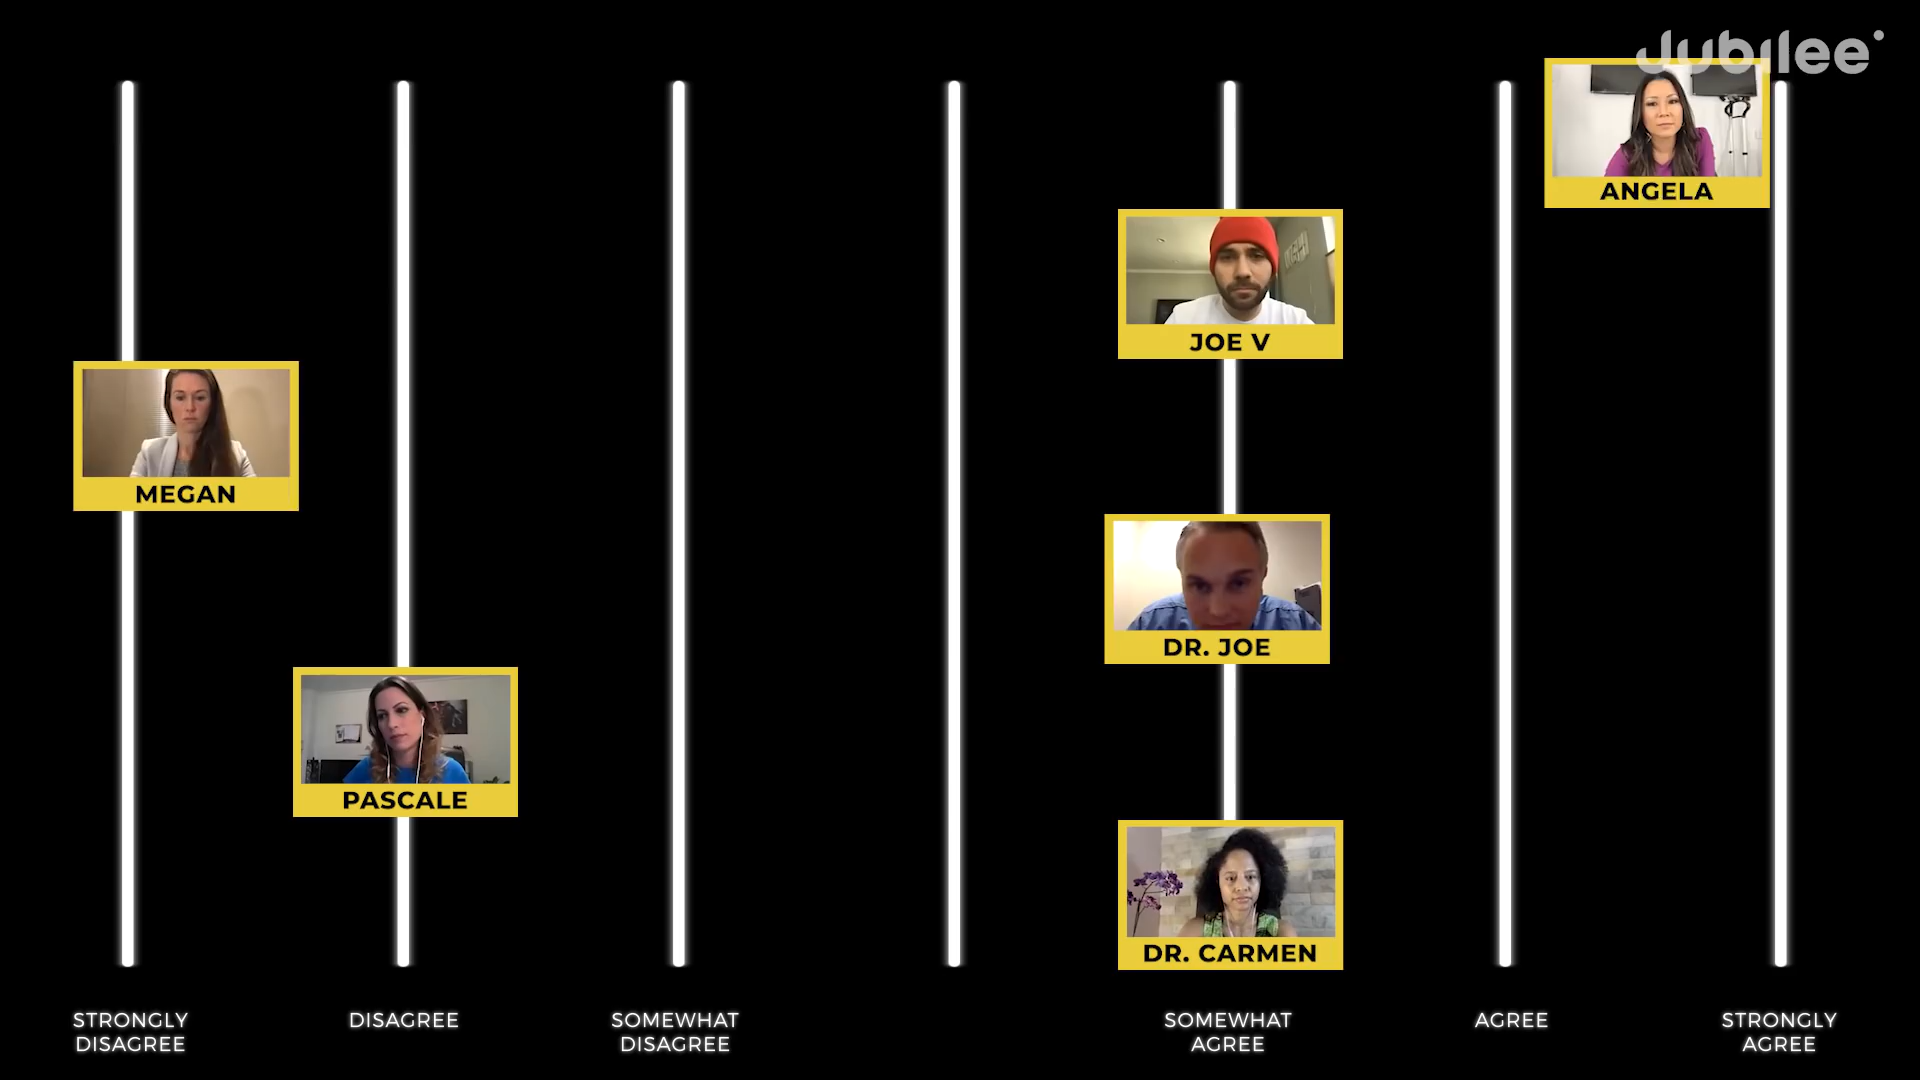 Jubilee
ANGELA
JOE V
MEGAN
DR. JOE
PASCALE
DR. CARMEN
STRONGLY
DISAGREE
DISAGREE
SOMEWHAT
DISAGREE
SOMEWHAT
AGREE
AGREE
STRONGLY
AGREE